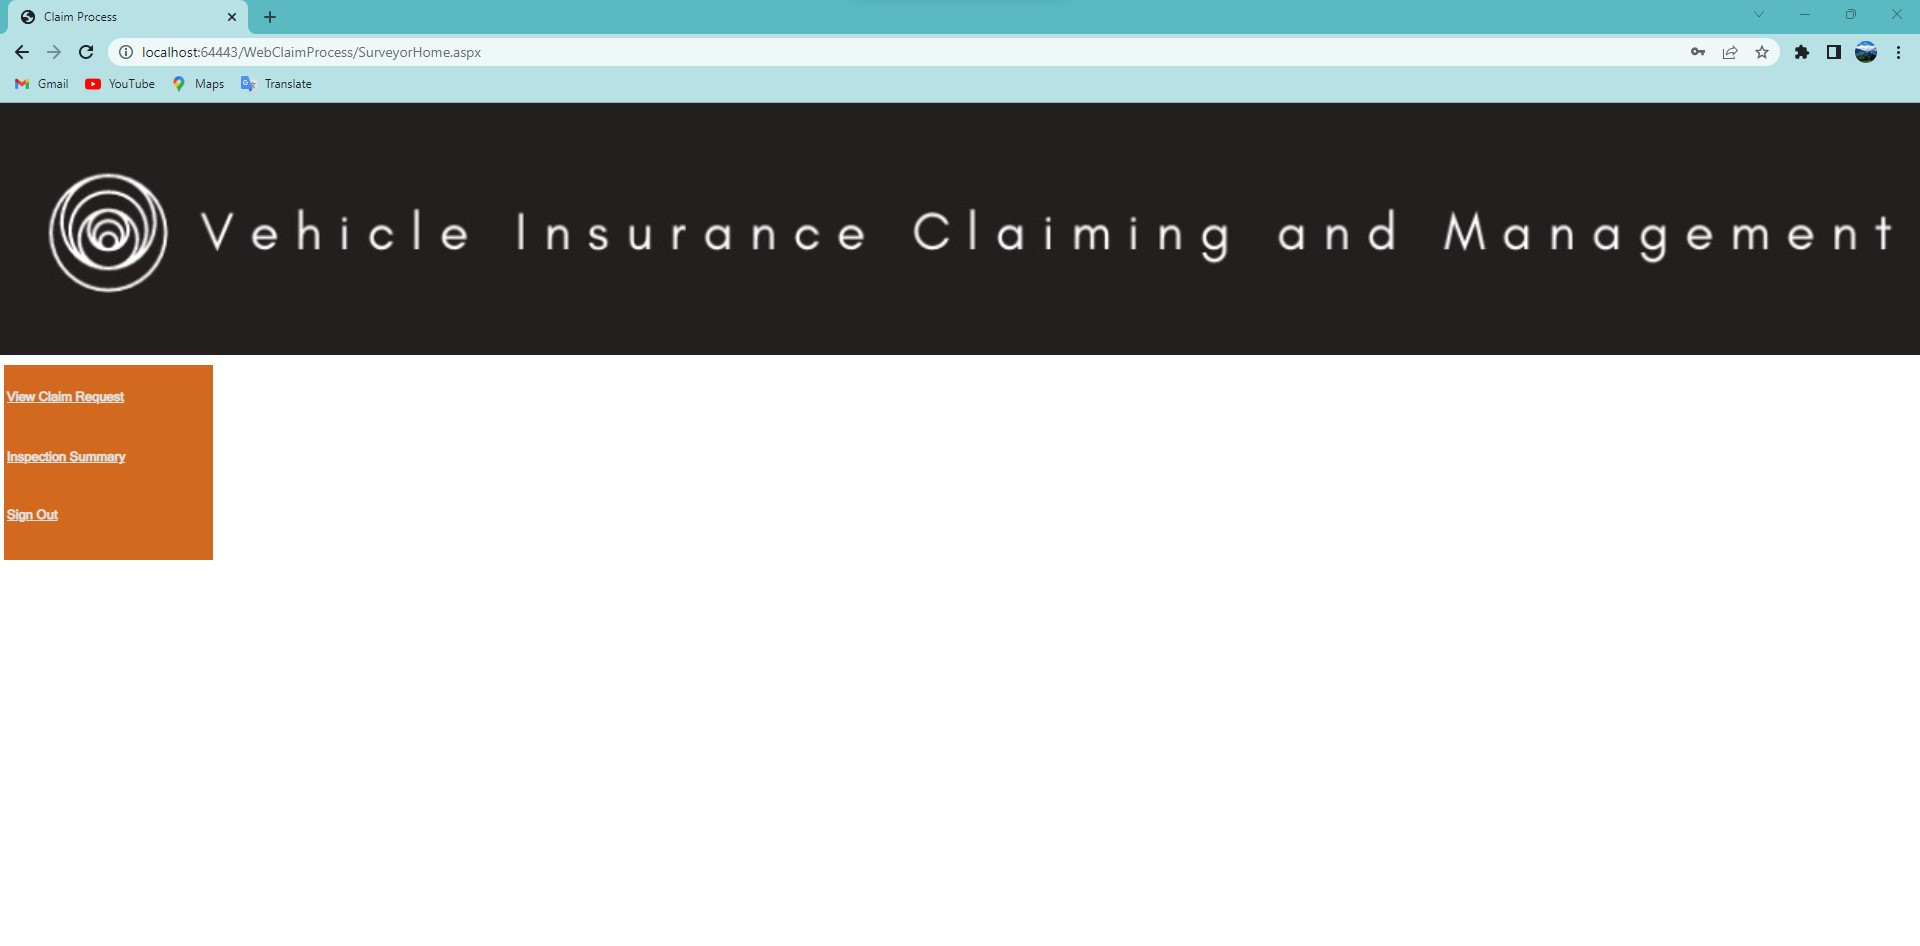 Claim Process
localhost:64443/WebClaimProcess/SurveyorHome.aspx
Gmail YouTube Maps Translate
Vehicle Insurance Claiming and Management
View Claim Request
Inspection Summary
Sign Out